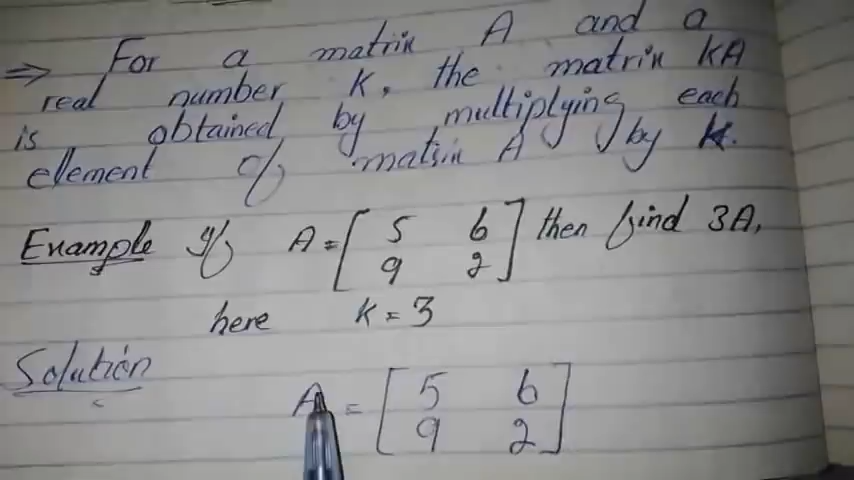 ⇒ For a matrix A and a
real number K, the matrix KA
is obtained by multiplying each
element of matrix A by K.
Example If A = [ 5 6 ] then find 3A,
[ 9 2 ]
here K = 3
Solution
A = [ 5 6 ]
[ 9 2 ]